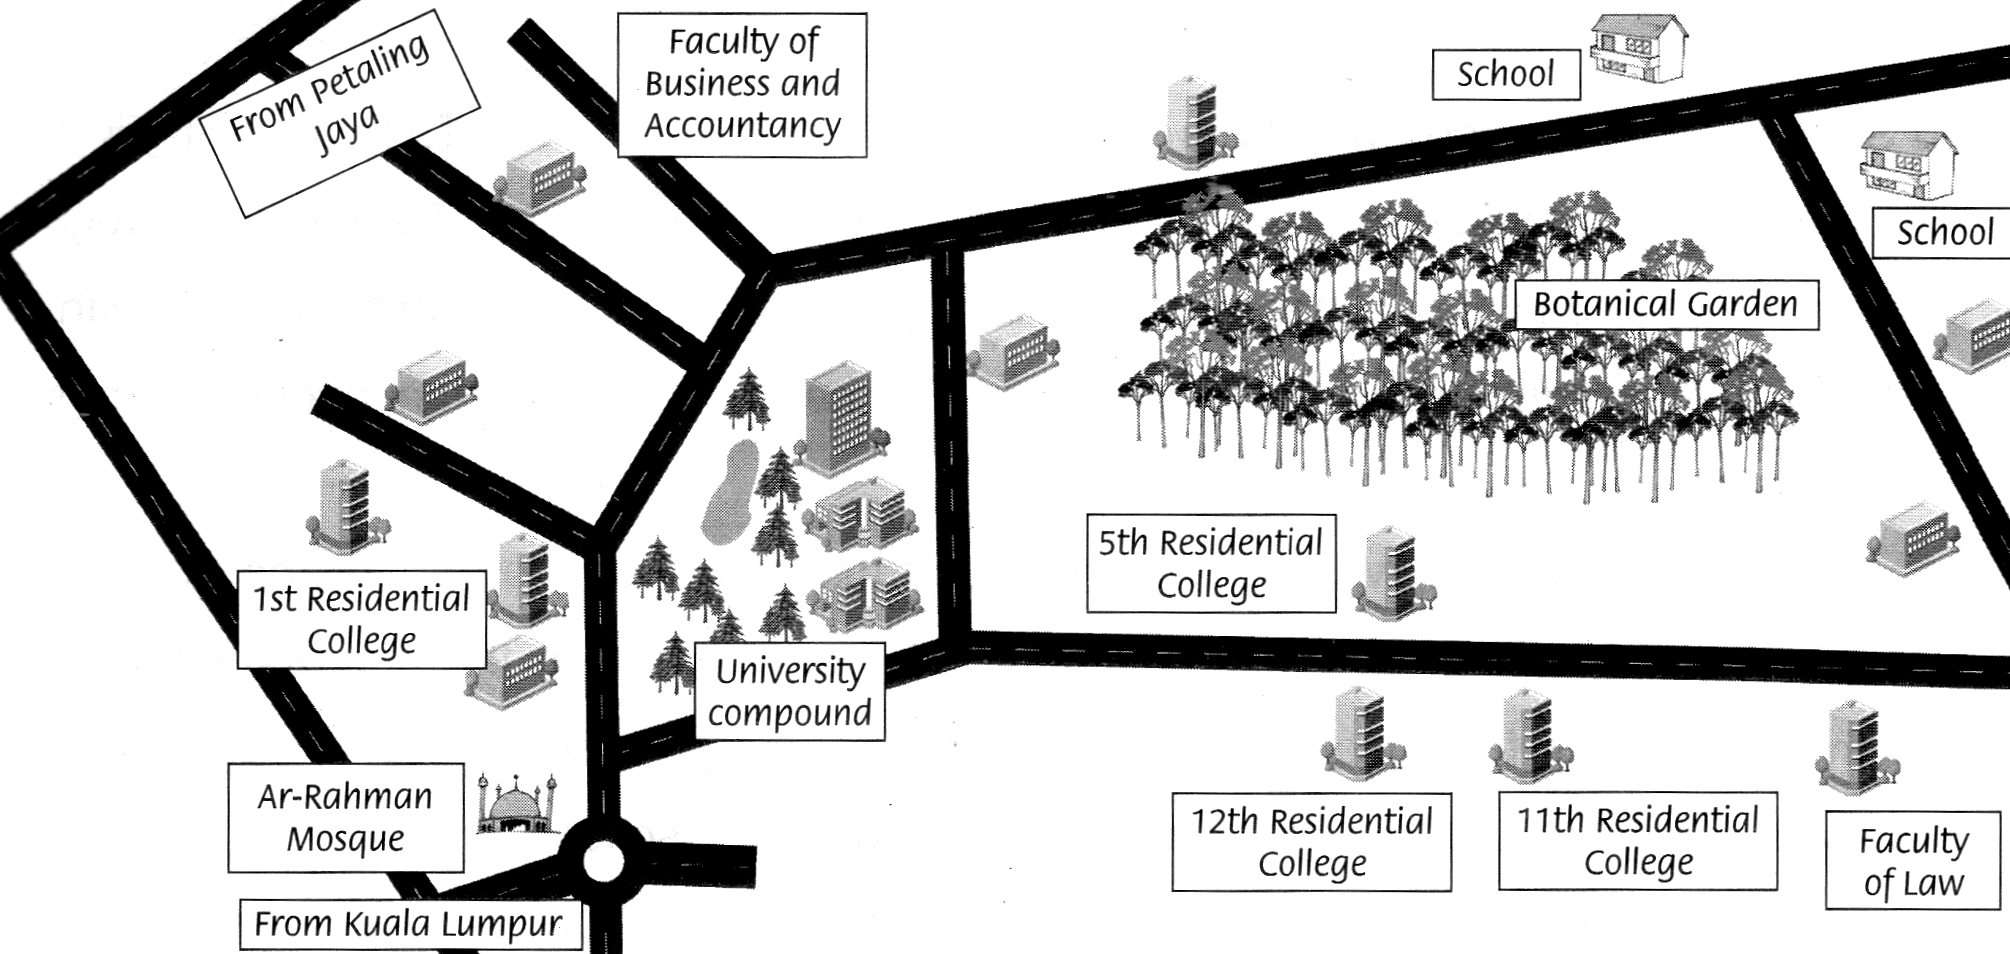 From Petaling
Jaya
Faculty of
Business and
Accountancy
School
School
Botanical Garden
5th Residential
College
1st Residential
College
University
compound
Ar-Rahman
Mosque
12th Residential
College
11th Residential
College
Faculty
of Law
From Kuala Lumpur